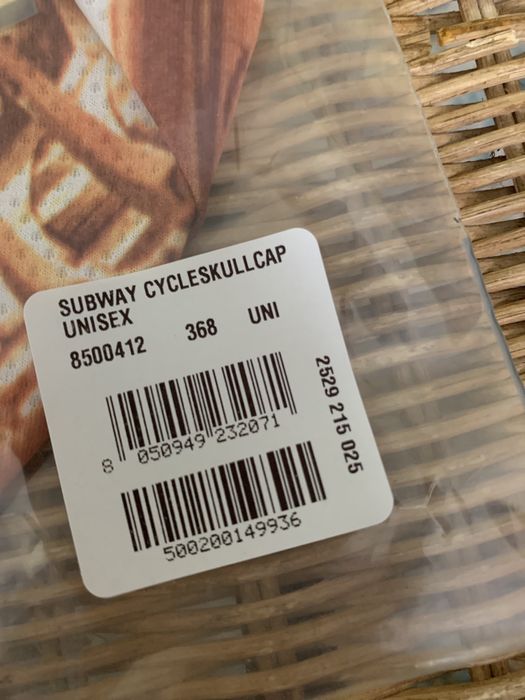 SUBWAY CYCLESKULLCAP
UNISEX
8500412 368 UNI
8 050949 232071
500200149936
2529 215 025